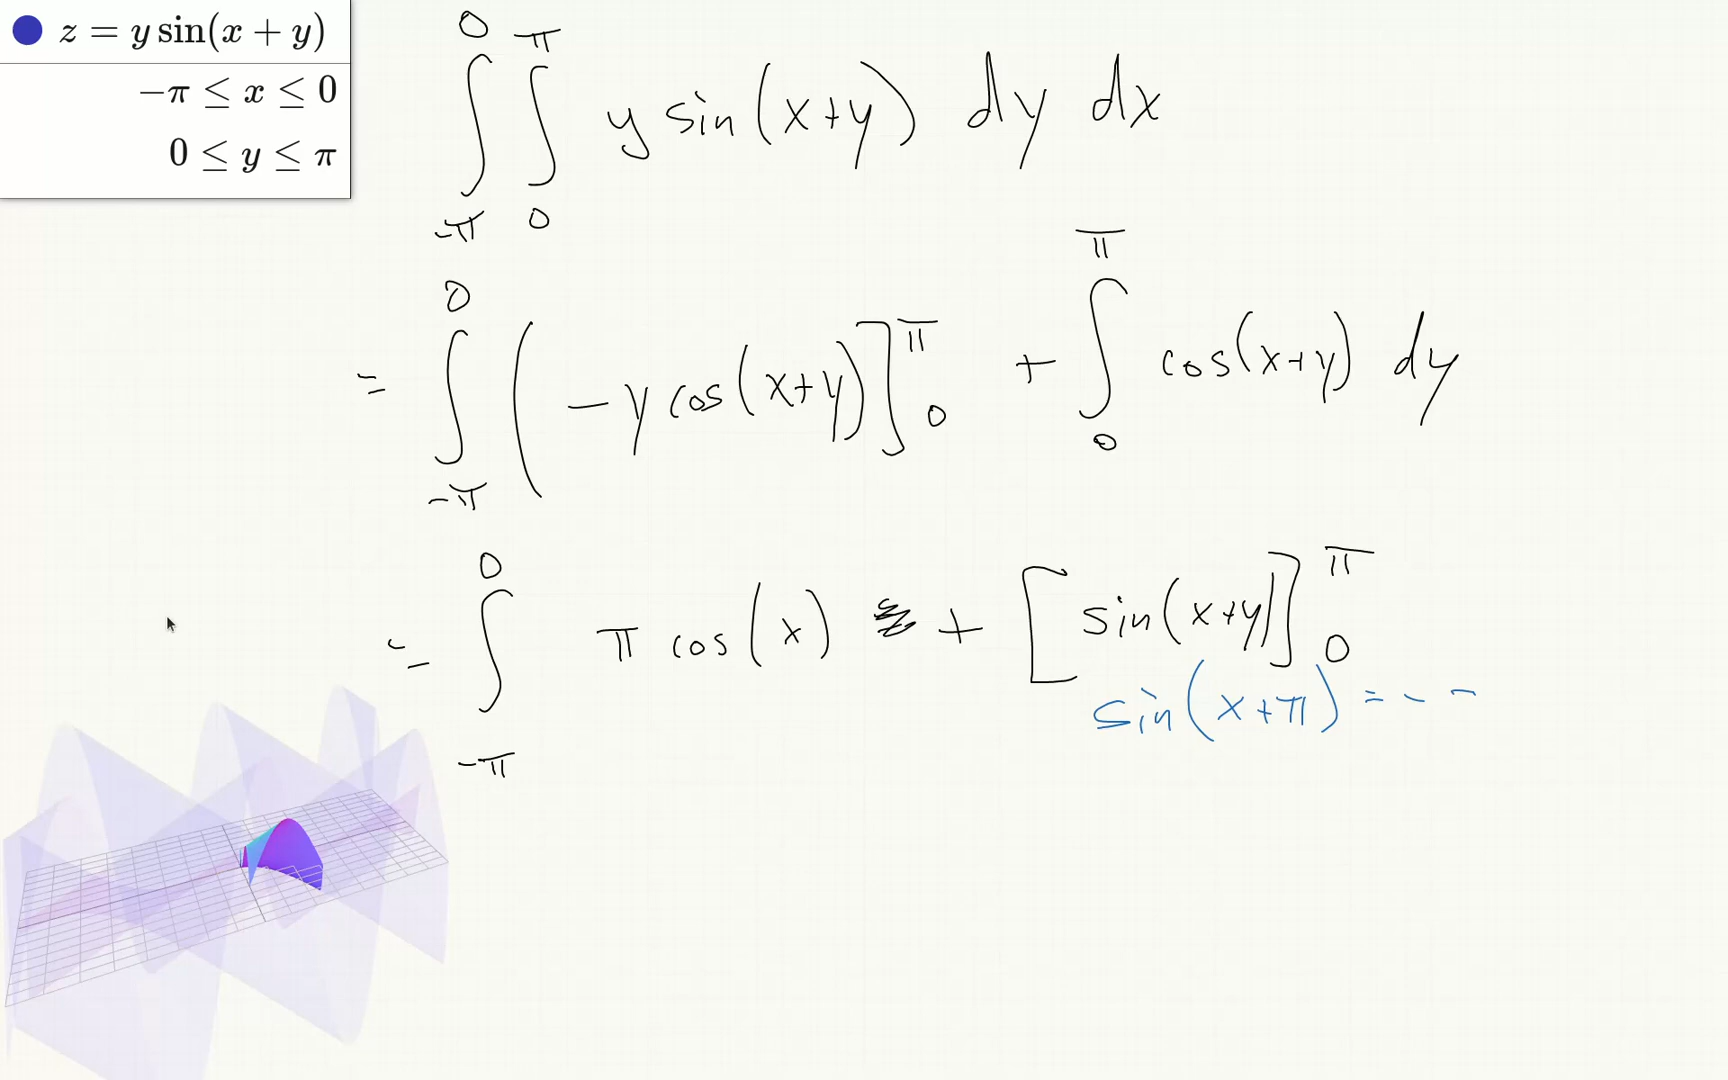 z = y sin(x + y)
−π ≤ x ≤ 0
0 ≤ y ≤ π
∫_{-π}^{0} ∫_{0}^{π} y sin(x+y) dy dx
= ∫_{-π}^{0} ( −y cos(x+y) ]_{0}^{π} + ∫_{0}^{π} cos(x+y) dy
= ∫_{-π}^{0} π cos(x) + [ sin(x+y) ]_{0}^{π}
sin(x+π) = - -